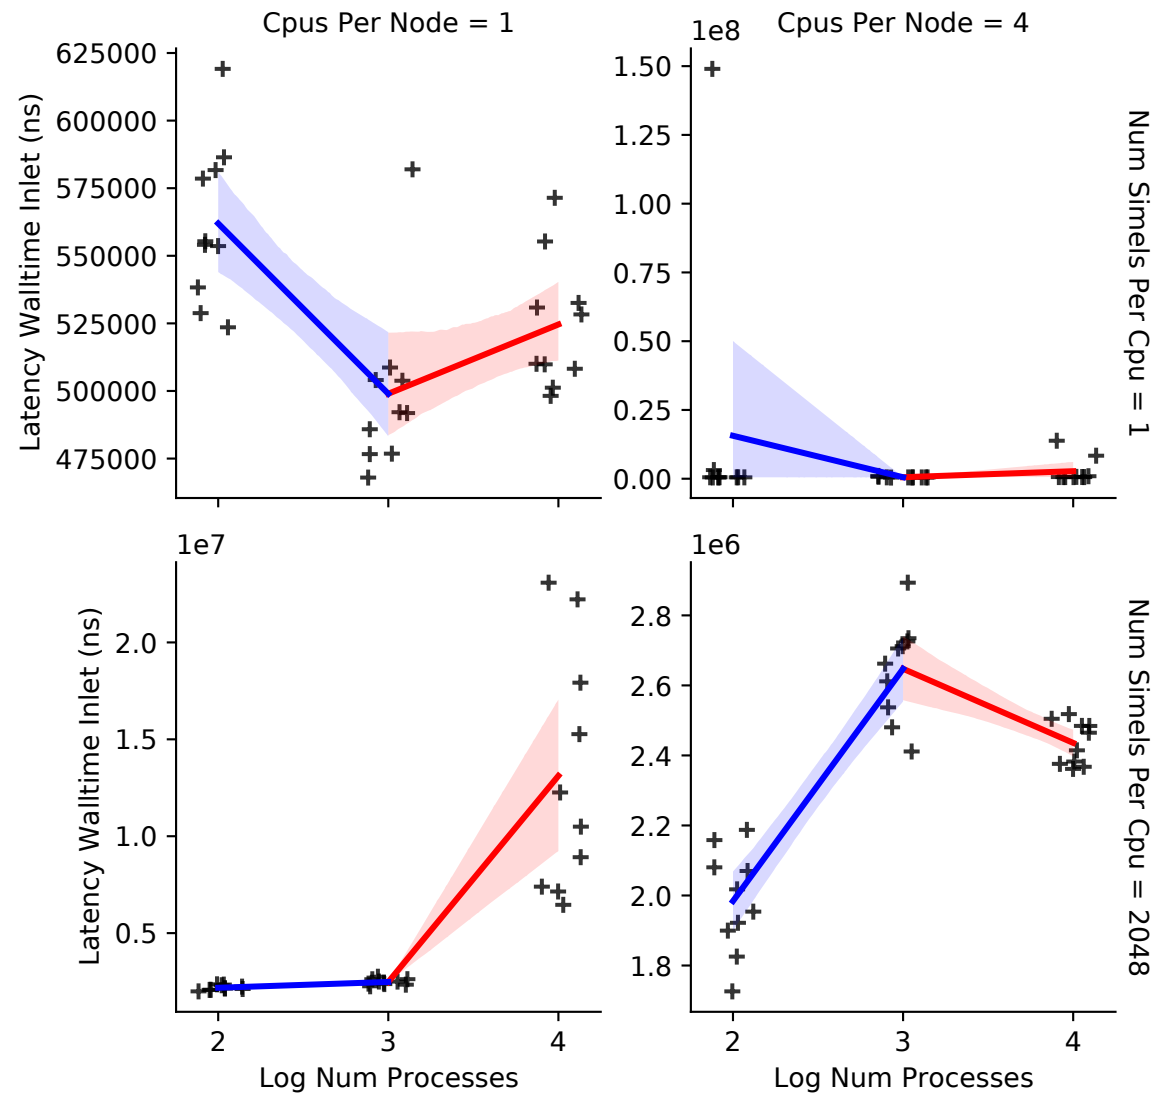 Cpus Per Node = 1
Cpus Per Node = 4
1e8
Latency Walltime Inlet (ns)
625000
600000
575000
550000
525000
500000
475000
1.50
1.25
1.00
0.75
0.50
0.25
0.00
Num Simels Per Cpu = 1
1e7
1e6
Latency Walltime Inlet (ns)
2.0
1.5
1.0
0.5
2.8
2.6
2.4
2.2
2.0
1.8
Num Simels Per Cpu = 2048
2 3 4
2 3 4
Log Num Processes
Log Num Processes